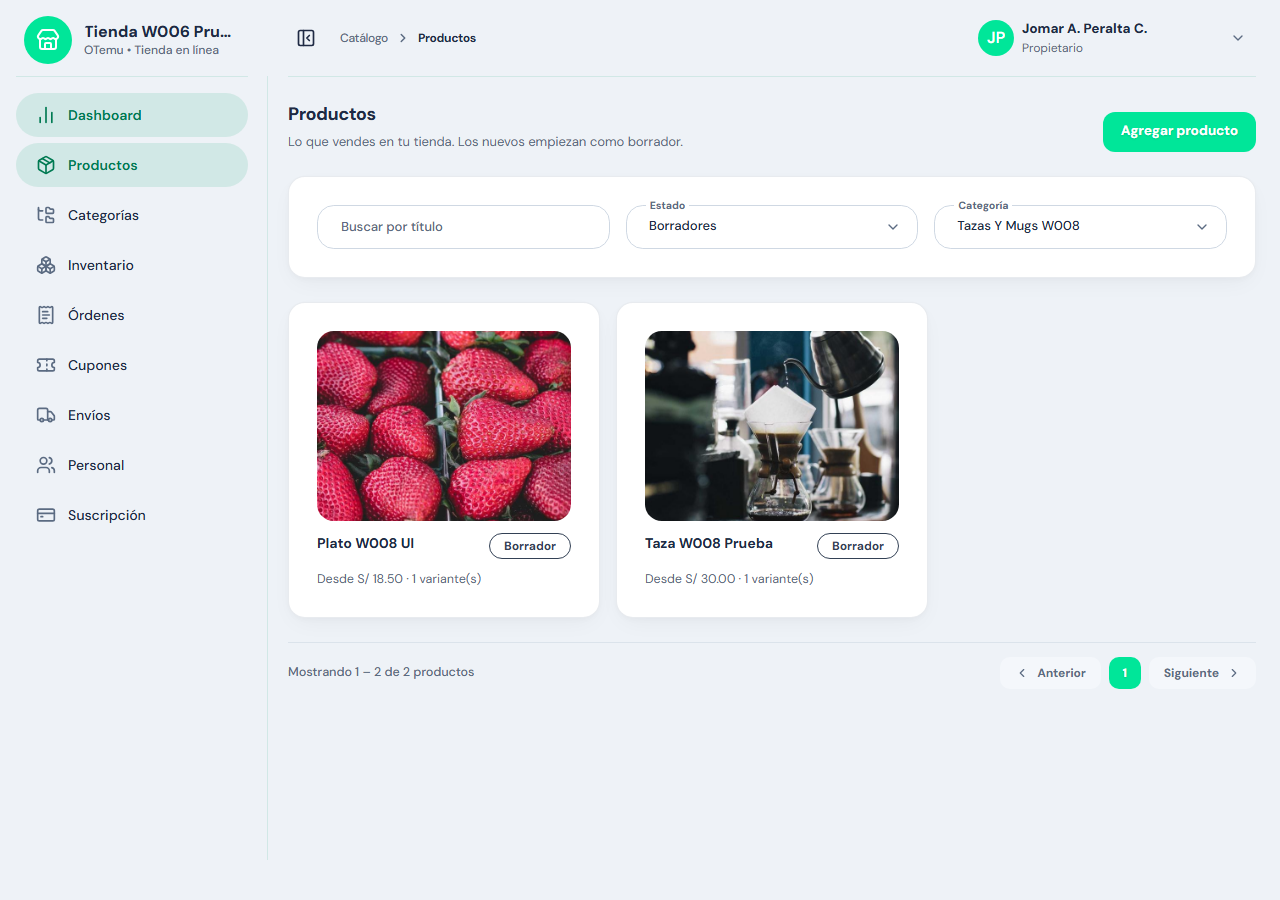 Tienda W006 Pru...
OTemu • Tienda en línea
Catálogo
Productos
JP
Jomar A. Peralta C.
Propietario
Dashboard
Productos
Categorías
Inventario
Órdenes
Cupones
Envíos
Personal
Suscripción
Productos
Lo que vendes en tu tienda. Los nuevos empiezan como borrador.
Agregar producto
Buscar por título
Estado
Borradores
Categoría
Tazas Y Mugs W008
Plato W008 UI
Borrador
Desde S/ 18.50 · 1 variante(s)
Taza W008 Prueba
Borrador
Desde S/ 30.00 · 1 variante(s)
Mostrando 1 – 2 de 2 productos
Anterior
1
Siguiente